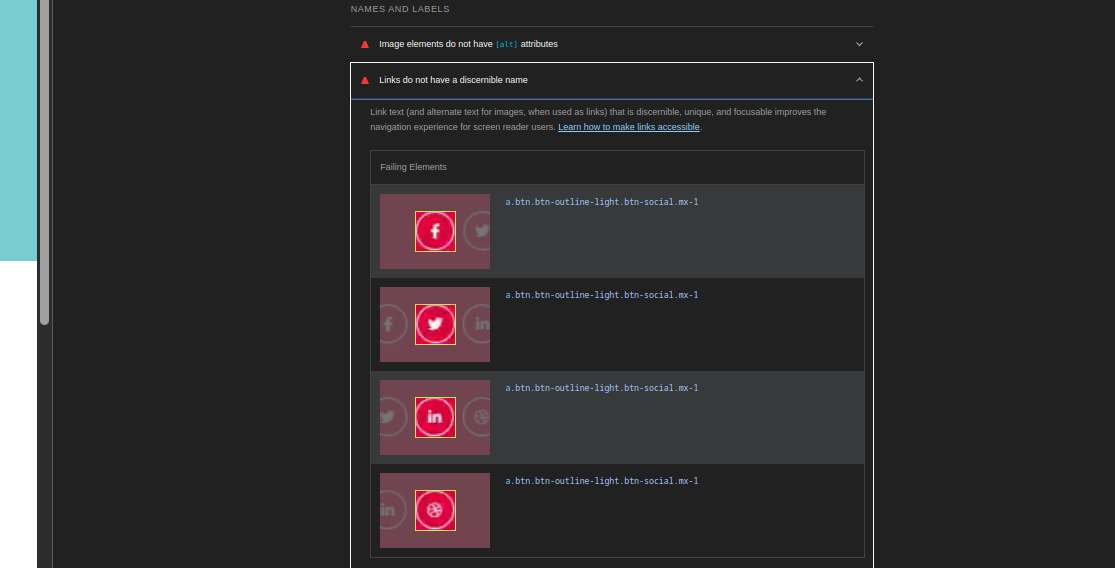 NAMES AND LABELS
Image elements do not have [alt] attributes
Links do not have a discernible name
Link text (and alternate text for images, when used as links) that is discernible, unique, and focusable improves the
navigation experience for screen reader users. Learn how to make links accessible.
Failing Elements
a.btn.btn-outline-light.btn-social.mx-1
a.btn.btn-outline-light.btn-social.mx-1
in
a.btn.btn-outline-light.btn-social.mx-1
in
a.btn.btn-outline-light.btn-social.mx-1
in